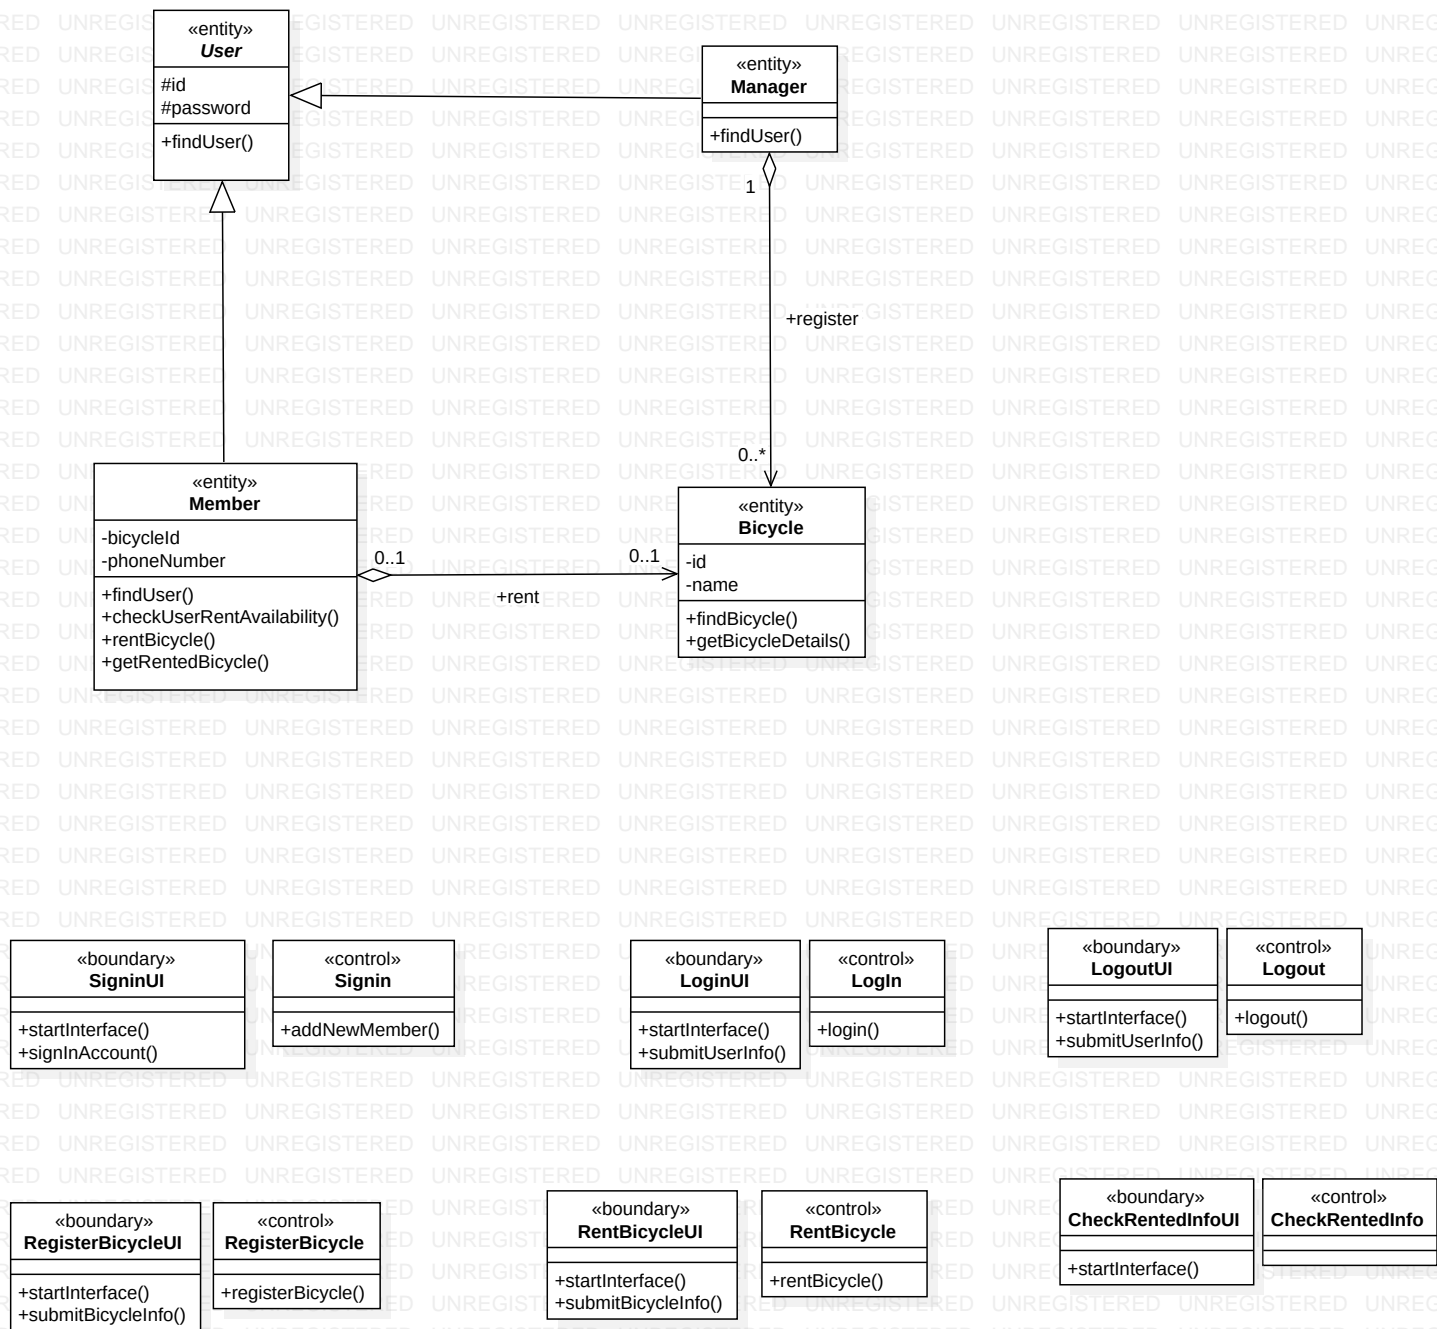 «entity»
User
#id
#password
+findUser()
«entity»
Manager
+findUser()
1
+register
0..*
«entity»
Member
-bicycleId
-phoneNumber
+findUser()
+checkUserRentAvailability()
+rentBicycle()
+getRentedBicycle()
0..1
+rent
0..1
«entity»
Bicycle
-id
-name
+findBicycle()
+getBicycleDetails()
«boundary»
SigninUI
+startInterface()
+signInAccount()
«control»
Signin
+addNewMember()
«boundary»
LoginUI
+startInterface()
+submitUserInfo()
«control»
LogIn
+login()
«boundary»
LogoutUI
+startInterface()
+submitUserInfo()
«control»
Logout
+logout()
«boundary»
RegisterBicycleUI
+startInterface()
+submitBicycleInfo()
«control»
RegisterBicycle
+registerBicycle()
«boundary»
RentBicycleUI
+startInterface()
+submitBicycleInfo()
«control»
RentBicycle
+rentBicycle()
«boundary»
CheckRentedInfoUI
+startInterface()
«control»
CheckRentedInfo
UNREGISTERED